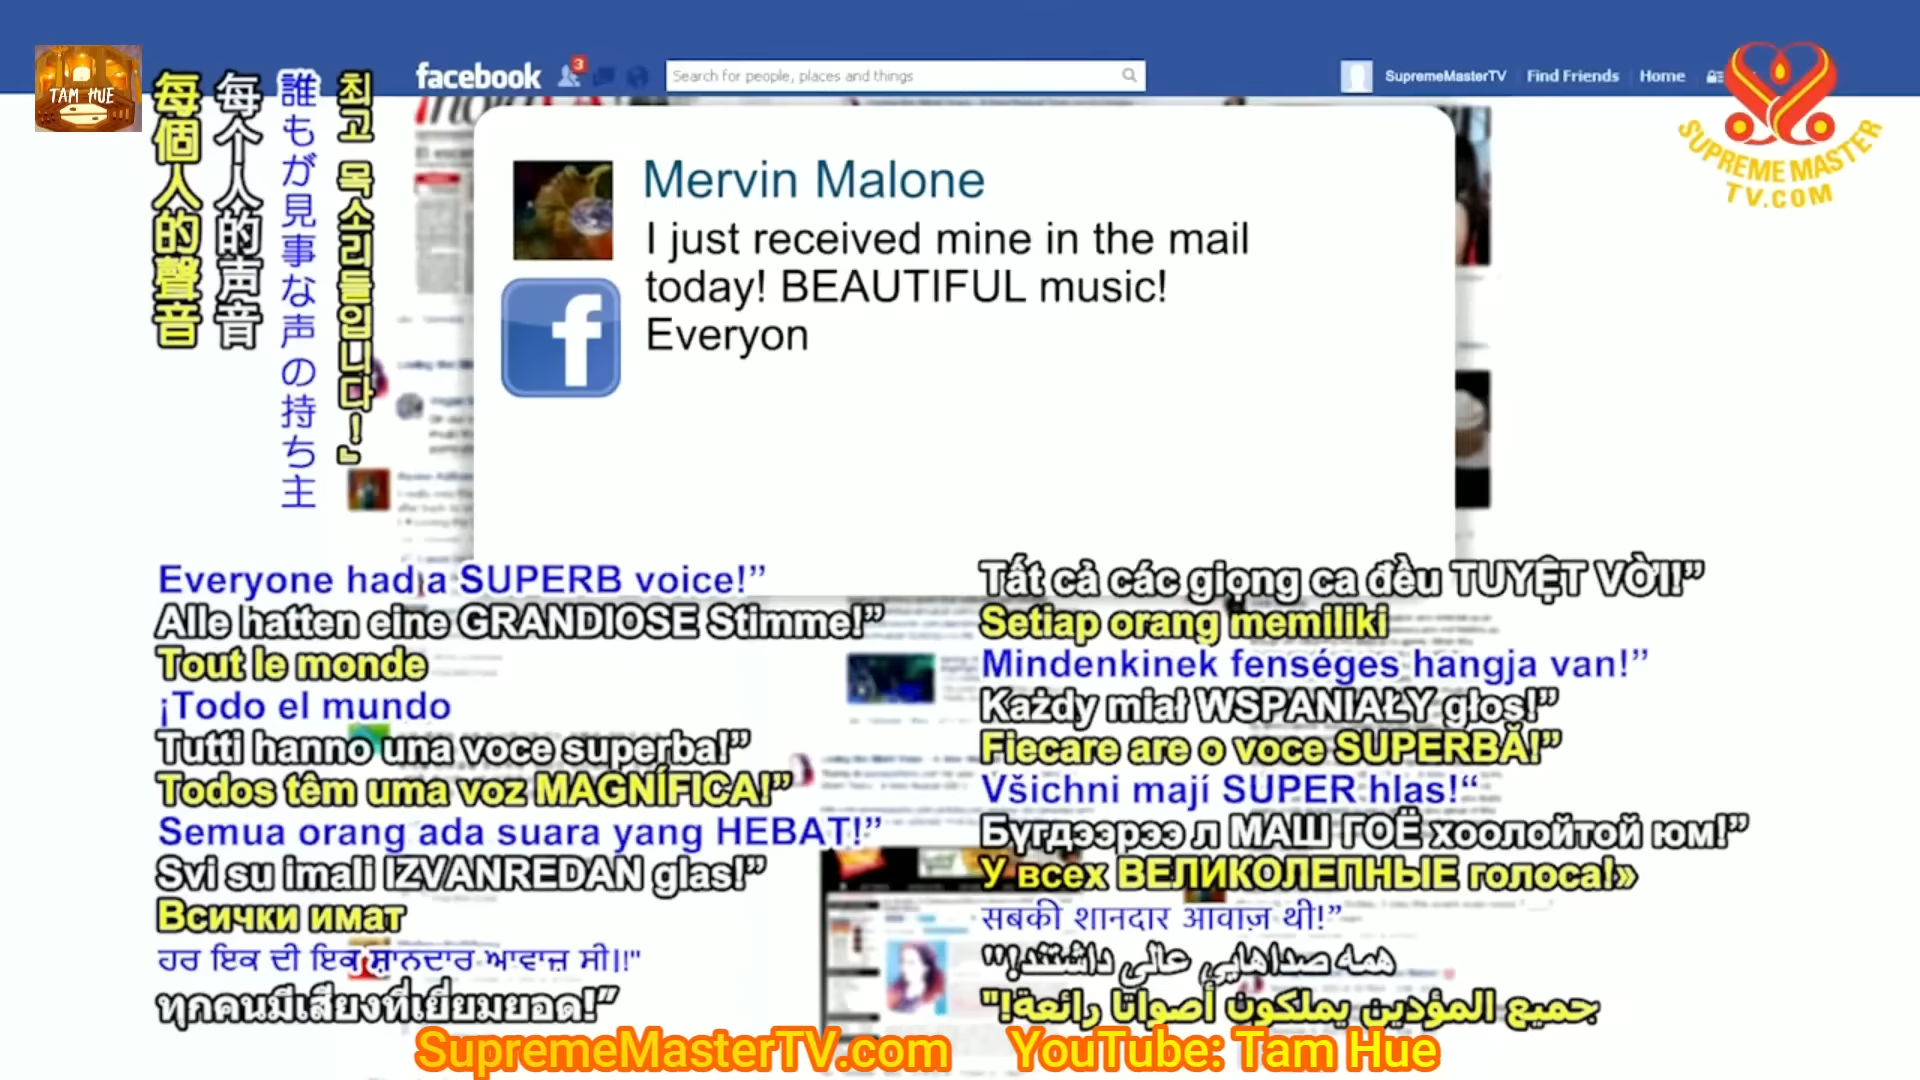 facebook
3
Search for people, places and things
SupremeMasterTV
Find Friends
Home
TAM HUE
SUPREME MASTER
TV.COM
每個人的聲音
每个人的声音
誰もが見事な声の持ち主
최고 목소리들입니다!』
Mervin Malone
I just received mine in the mail
today! BEAUTIFUL music!
Everyon
Everyone had a SUPERB voice!”
Alle hatten eine GRANDIOSE Stimme!”
Tout le monde
¡Todo el mundo
Tutti hanno una voce superba!”
Todos têm uma voz MAGNÍFICA!”
Semua orang ada suara yang HEBAT!”
Svi su imali IZVANREDAN glas!”
Всички имат
ਹਰ ਇਕ ਦੀ ਇਕ ਸ਼ਾਨਦਾਰ ਆਵਾਜ਼ ਸੀ।!"
ทุกคนมีเสียงที่เยี่ยมยอด!”
Tất cả các giọng ca đều TUYỆT VỜI!”
Setiap orang memiliki
Mindenkinek fenséges hangja van!”
Każdy miał WSPANIAŁY głos!”
Fiecare are o voce SUPERBĂ!”
Všichni mají SUPER hlas!“
Бүгдээрээ л МАШ ГОЁ хоолойтой юм!”
У всех ВЕЛИКОЛЕПНЫЕ голоса!»
सबकी शानदार आवाज़ थी!”
همه صداهایی عالی داشتند!”
جميع المؤدين يملكون أصواتا رائعة!"
SupremeMasterTV.com
YouTube: Tam Hue